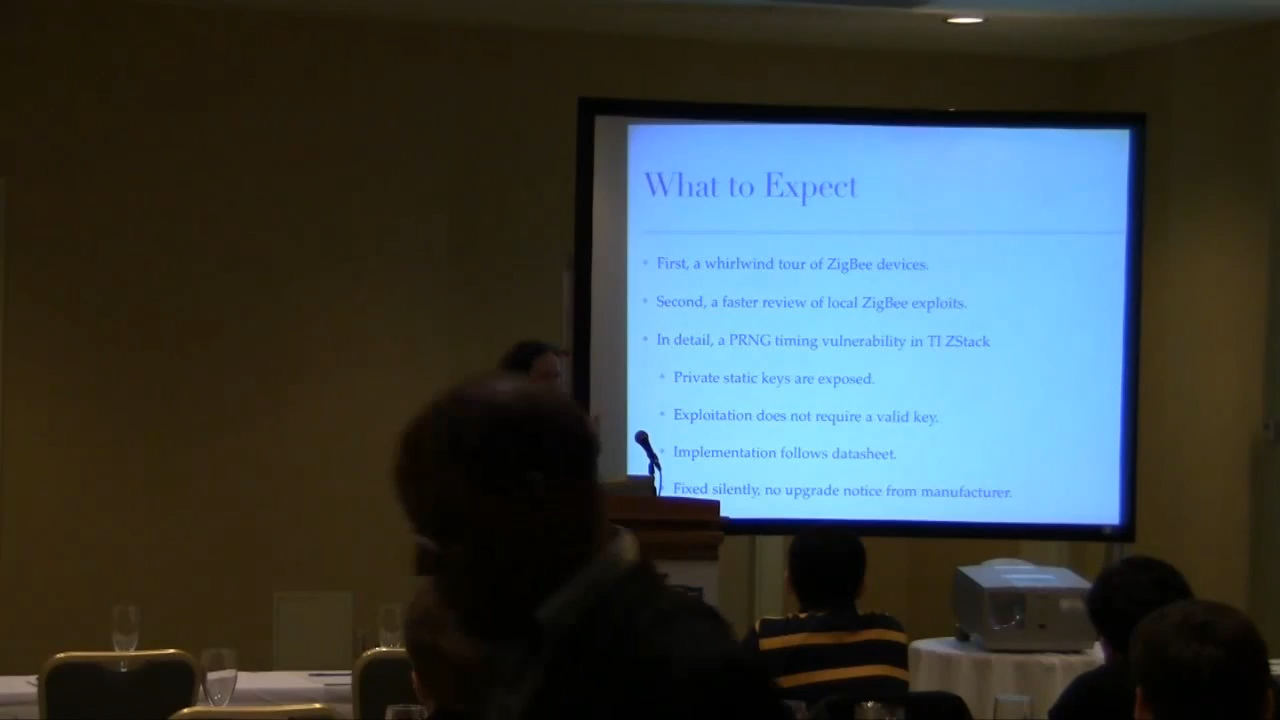 What to Expect
First, a whirlwind tour of ZigBee devices.
Second, a faster review of local ZigBee exploits.
In detail, a PRNG timing vulnerability in TI ZStack
Private static keys are exposed.
Exploitation does not require a valid key.
Implementation follows datasheet.
Fixed silently, no upgrade notice from manufacturer.